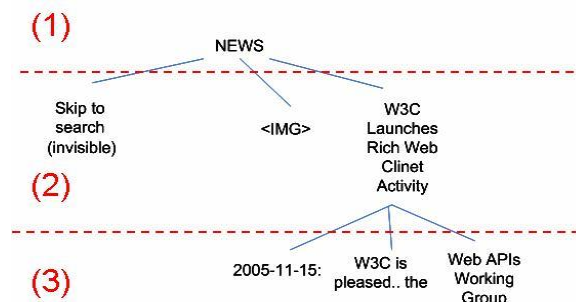 (1)
NEWS
Skip to
search
(invisible)
<IMG>
W3C
Launches
Rich Web
Clinet
Activity
(2)
(3)
2005-11-15:
W3C is
pleased.. the
Web APIs
Working
Group